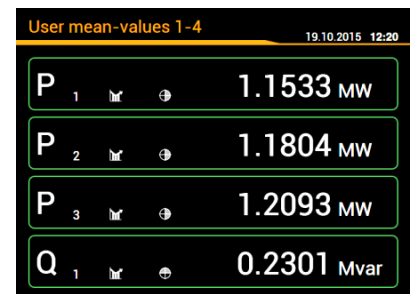 User mean-values 1-4
19.10.2015 12:20
P 1 1.1533 MW
P 2 1.1804 MW
P 3 1.2093 MW
Q 1 0.2301 Mvar